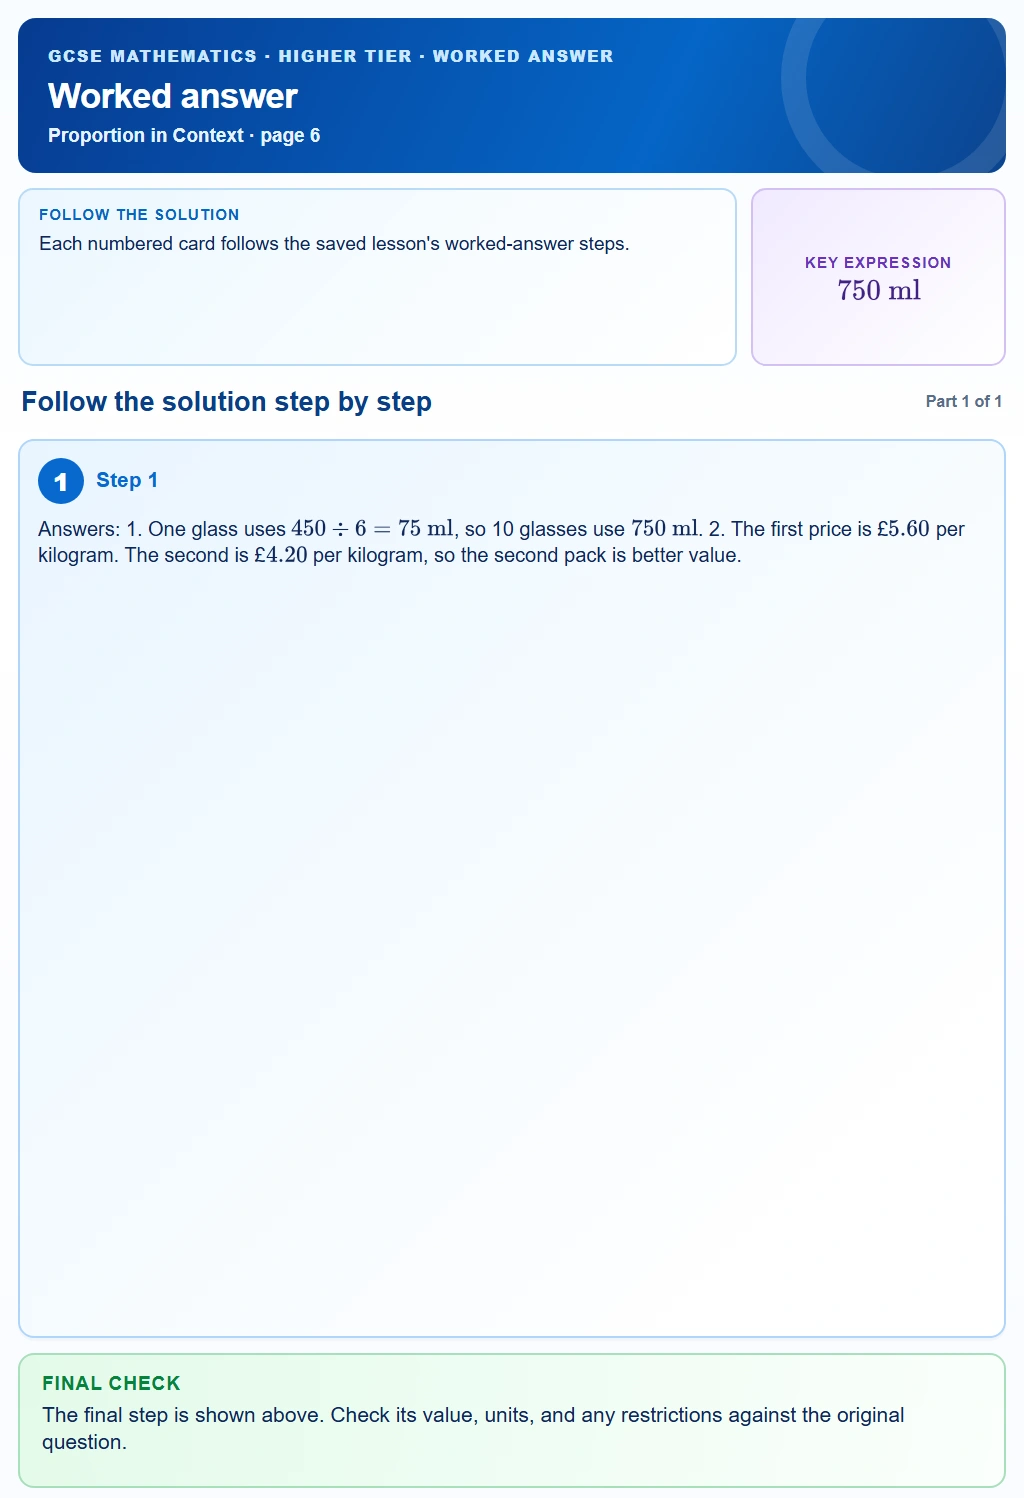 GCSE MATHEMATICS · HIGHER TIER · WORKED ANSWER
Worked answer
Proportion in Context · page 6
FOLLOW THE SOLUTION
Each numbered card follows the saved lesson's worked-answer steps.
KEY EXPRESSION
750 ml
Follow the solution step by step
Part 1 of 1
1 Step 1
Answers: 1. One glass uses 450 ÷ 6 = 75 ml, so 10 glasses use 750 ml. 2. The first price is £5.60 per
kilogram. The second is £4.20 per kilogram, so the second pack is better value.
FINAL CHECK
The final step is shown above. Check its value, units, and any restrictions against the original
question.